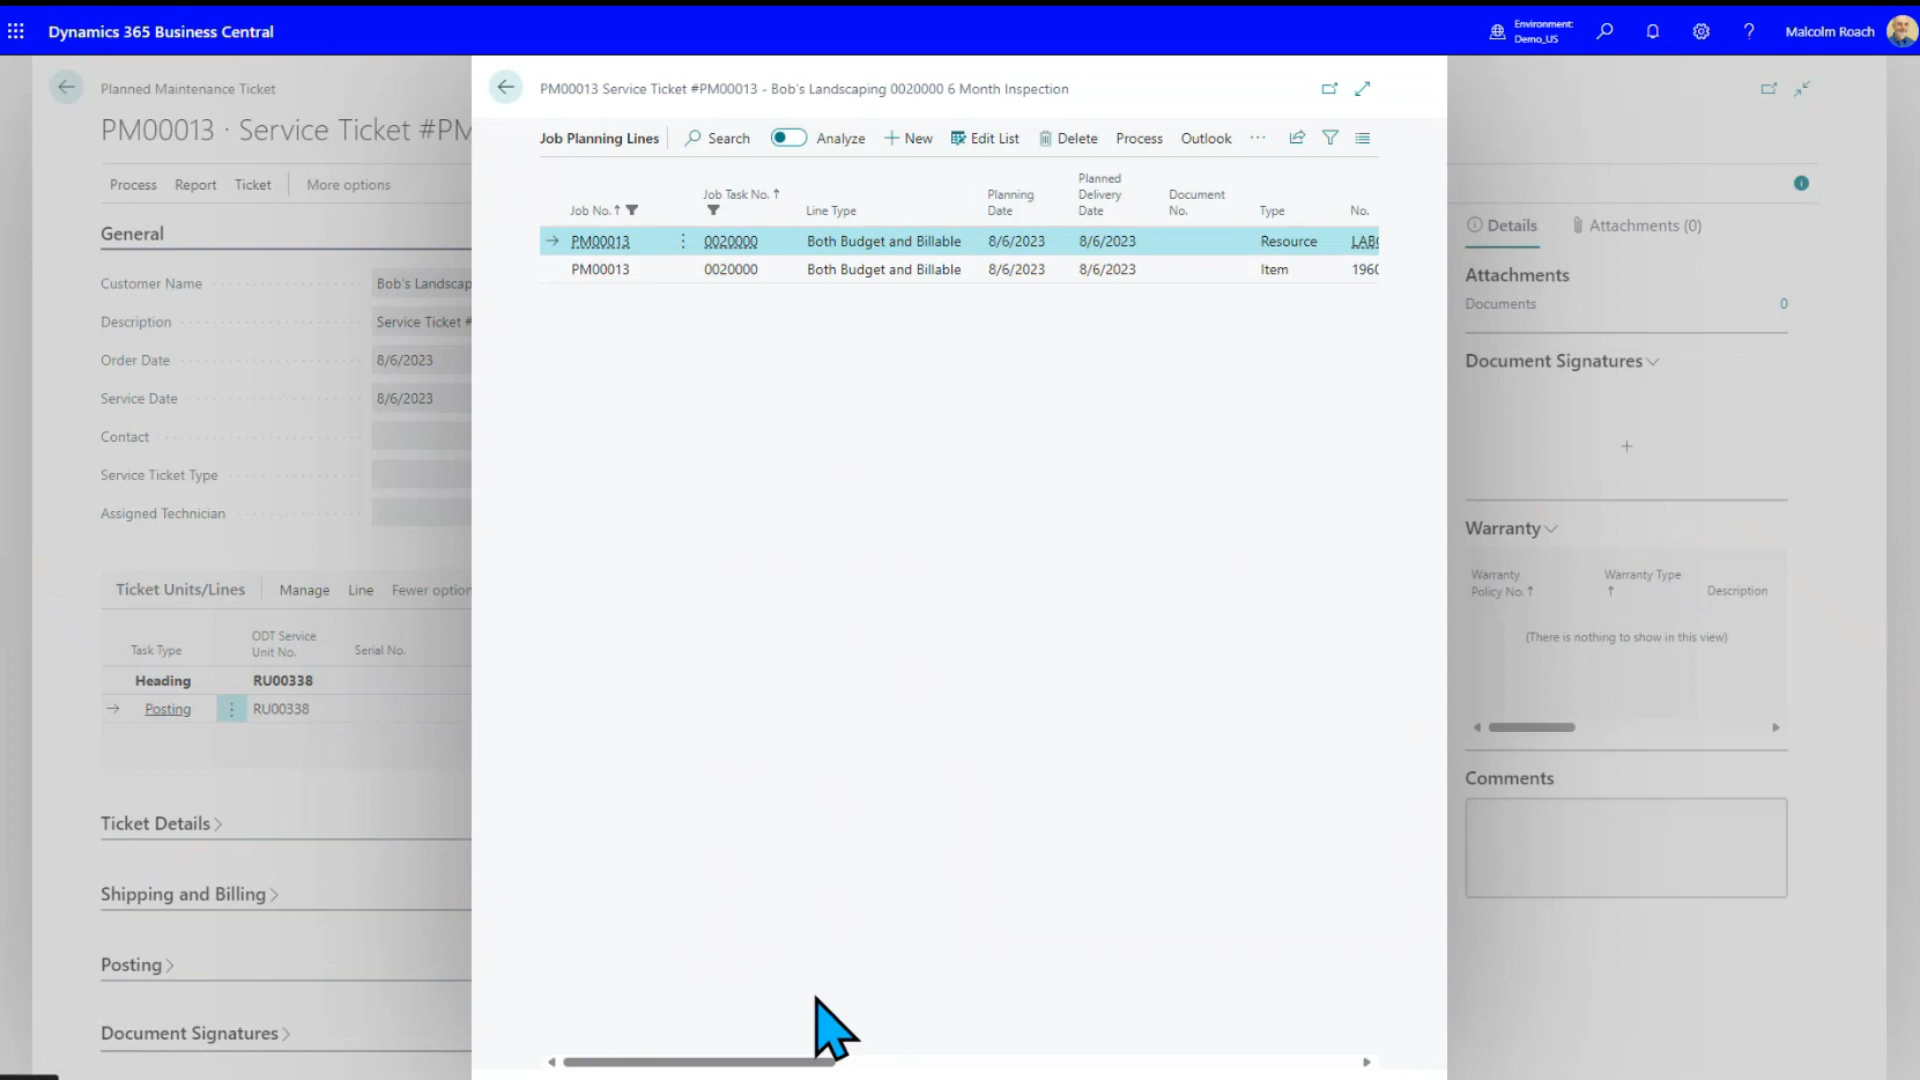 Dynamics 365 Business Central
Environment:
Demo_US
Malcolm Roach
Planned Maintenance Ticket
PM00013 · Service Ticket #PM
Process Report Ticket More options
General
Customer Name Bob's Landscap
Description Service Ticket #
Order Date 8/6/2023
Service Date 8/6/2023
Contact
Service Ticket Type
Assigned Technician
Ticket Units/Lines Manage Line Fewer option
Task Type ODT Service Unit No. Serial No.
Heading RU00338
Posting RU00338
Ticket Details
Shipping and Billing
Posting
Document Signatures
PM00013 Service Ticket #PM00013 - Bob's Landscaping 0020000 6 Month Inspection
Job Planning Lines Search Analyze New Edit List Delete Process Outlook ...
Job No. Job Task No. Line Type Planning Date Planned Delivery Date Document No. Type No.
PM00013 0020000 Both Budget and Billable 8/6/2023 8/6/2023 Resource LAB
PM00013 0020000 Both Budget and Billable 8/6/2023 8/6/2023 Item 196
Details Attachments (0)
Attachments
Documents 0
Document Signatures
Warranty
Warranty Policy No. Warranty Type Description
(There is nothing to show in this view)
Comments